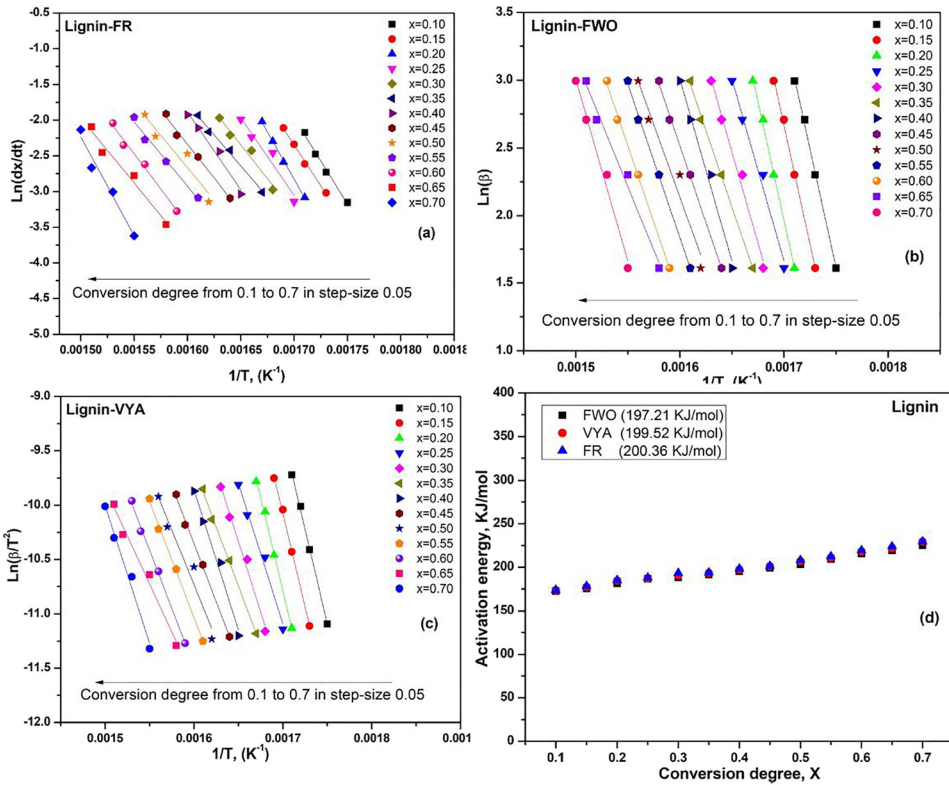 Lignin-FR
x=0.10
x=0.15
x=0.20
x=0.25
x=0.30
x=0.35
x=0.40
x=0.45
x=0.50
x=0.55
x=0.60
x=0.65
x=0.70
-0.5
-1.0
-1.5
-2.0
-2.5
-3.0
-3.5
-4.0
-4.5
-5.0
Ln(dx/dt)
(a)
Conversion degree from 0.1 to 0.7 in step-size 0.05
0.00150 0.00155 0.00160 0.00165 0.00170 0.00175 0.00180 0.0018
1/T, (K-1)
Lignin-FWO
x=0.10
x=0.15
x=0.20
x=0.25
x=0.30
x=0.35
x=0.40
x=0.45
x=0.50
x=0.55
x=0.60
x=0.65
x=0.70
3.5
3.0
2.5
2.0
1.5
1.0
Ln(β)
(b)
Conversion degree from 0.1 to 0.7 in step-size 0.05
0.0015 0.0016 0.0017 0.0018
1/T, (K-1)
Lignin-VYA
x=0.10
x=0.15
x=0.20
x=0.25
x=0.30
x=0.35
x=0.40
x=0.45
x=0.50
x=0.55
x=0.60
x=0.65
x=0.70
-9.0
-9.5
-10.0
-10.5
-11.0
-11.5
-12.0
Ln(β/T2)
(c)
Conversion degree from 0.1 to 0.7 in step-size 0.05
0.0015 0.0016 0.0017 0.0018 0.001
1/T, (K-1)
Lignin
FWO (197.21 KJ/mol)
VYA (199.52 KJ/mol)
FR (200.36 KJ/mol)
400
350
300
250
200
150
100
50
0
Activation energy, KJ/mol
(d)
0.1 0.2 0.3 0.4 0.5 0.6 0.7
Conversion degree, X